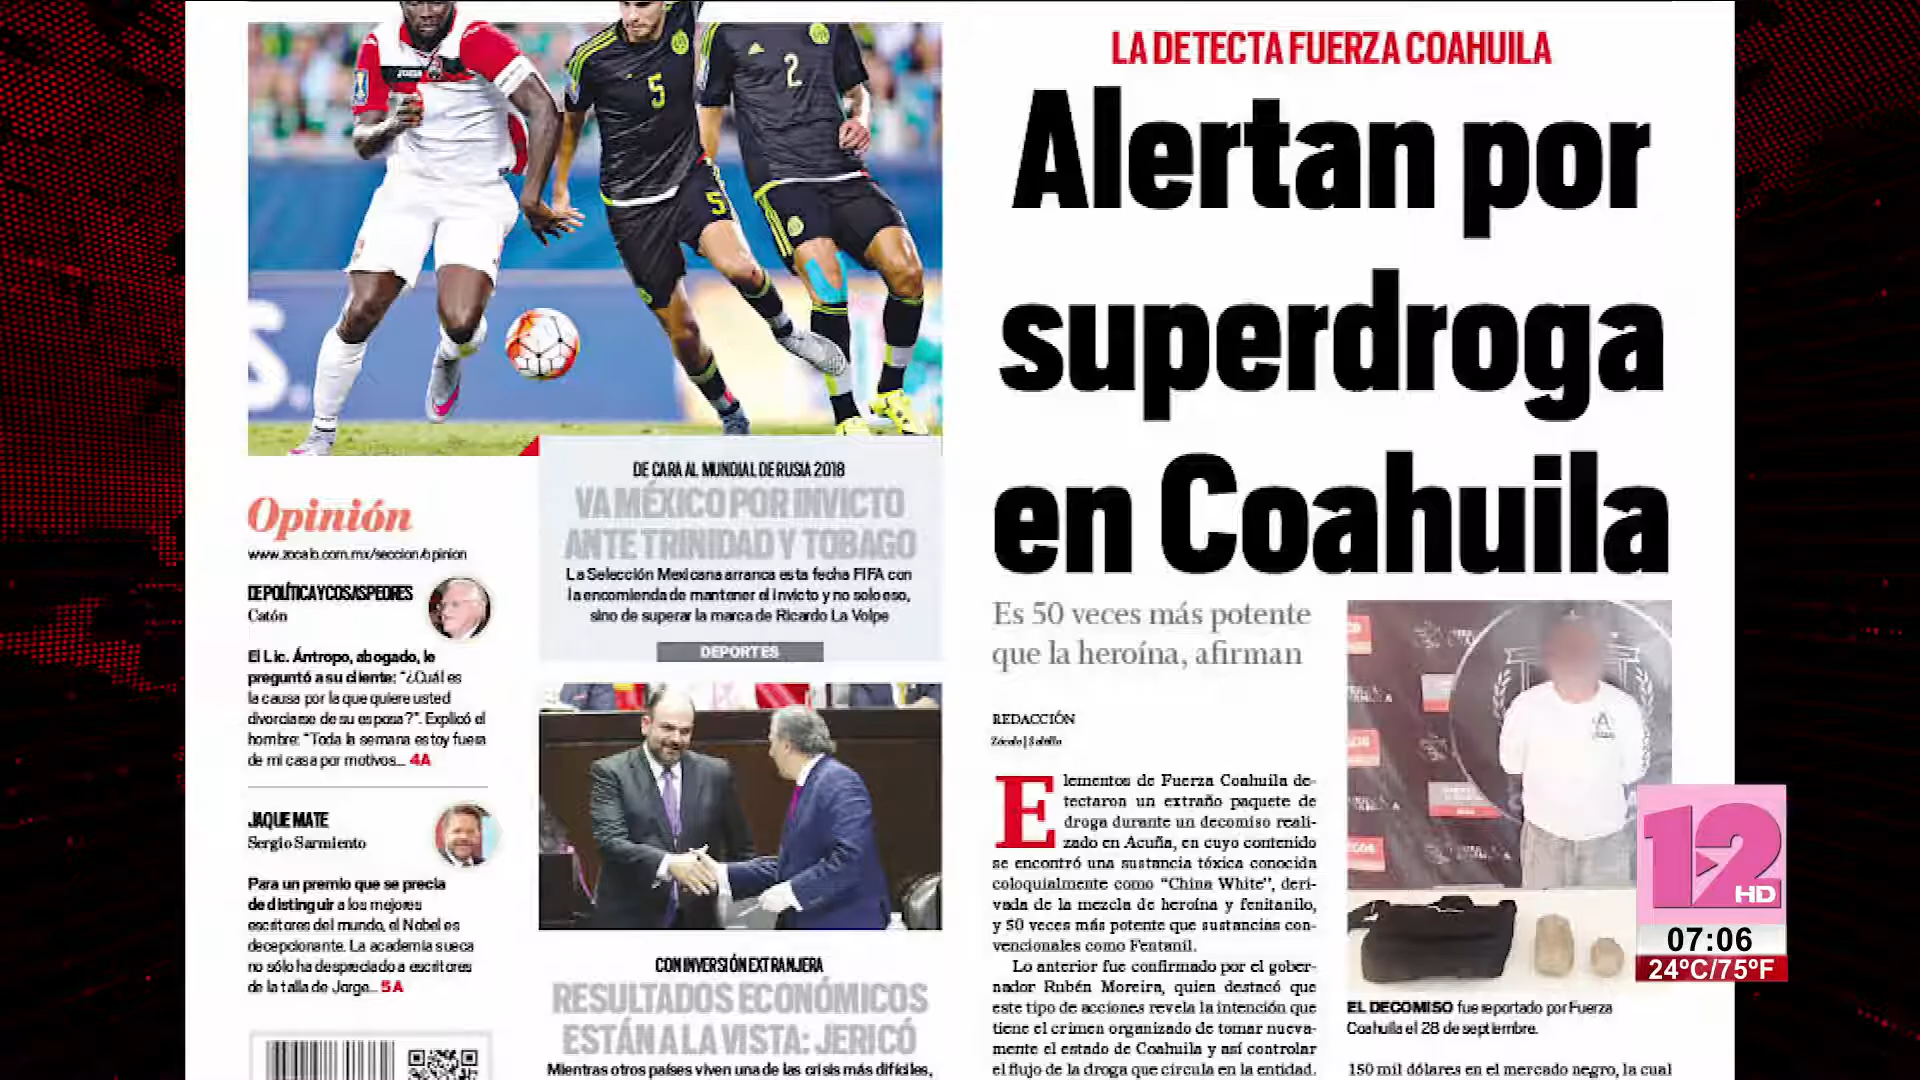 JOMA
5
5
2
S.
DE CARA AL MUNDIAL DE RUSIA 2018
VA MÉXICO POR INVICTO
ANTE TRINIDAD Y TOBAGO
La Selección Mexicana arranca esta fecha FIFA con
la encomienda de mantener el invicto y no solo eso,
sino de superar la marca de Ricardo La Volpe
DEPORTES
Opinión
www.zocalo.com.mx/seccion/opinion
DE POLÍTICA Y COSAS PEORES
Catón
El Lic. Ántropo, abogado, le
preguntó a su cliente: “¿Cuál es
la causa por la que quiere usted
divorciarse de su esposa?”. Explicó el
hombre: “Toda la semana estoy fuera
de mi casa por motivos... 4A
JAQUE MATE
Sergio Sarmiento
Para un premio que se precia
de distinguir a los mejores
escritores del mundo, el Nobel es
decepcionante. La academia sueca
no sólo ha despreciado a escritores
de la talla de Jorge... 5A
CON INVERSIÓN EXTRANJERA
RESULTADOS ECONÓMICOS
ESTÁN A LA VISTA: JERICÓ
Mientras otros países viven una de las crisis más difíciles,
LA DETECTA FUERZA COAHUILA
Alertan por
superdroga
en Coahuila
Es 50 veces más potente
que la heroína, afirman
REDACCIÓN
Zócalo | Saltillo
Elementos de Fuerza Coahuila de-
tectaron un extraño paquete de
droga durante un decomiso reali-
zado en Acuña, en cuyo contenido
se encontró una sustancia tóxica conocida
coloquialmente como “China White”, deri-
vada de la mezcla de heroína y fenitanilo,
y 50 veces más potente que sustancias con-
vencionales como Fentanil.
Lo anterior fue confirmado por el gober-
nador Rubén Moreira, quien destacó que
este tipo de acciones revela la intención que
tiene el crimen organizado de tomar nueva-
mente el estado de Coahuila y así controlar
el flujo de la droga que circula en la entidad.
EL DECOMISO fue reportado por Fuerza
Coahuila el 28 de septiembre.
150 mil dólares en el mercado negro, la cual
12
HD
07:06
24°C/75°F